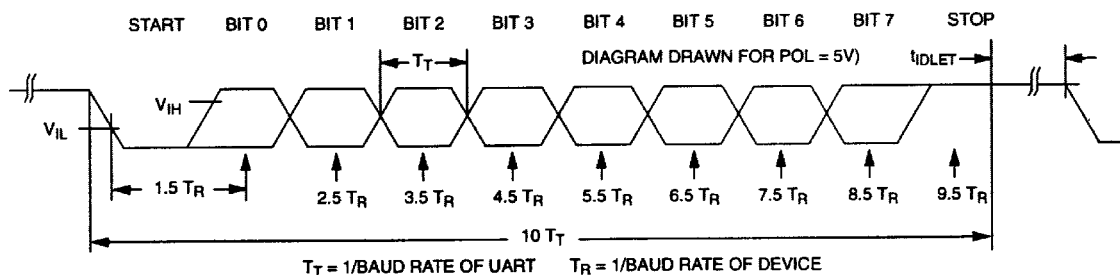 START BIT 0 BIT 1 BIT 2 BIT 3 BIT 4 BIT 5 BIT 6 BIT 7 STOP
T_T DIAGRAM DRAWN FOR POL = 5V) t_IDLET
V_IH
V_IL
1.5 T_R 2.5 T_R 3.5 T_R 4.5 T_R 5.5 T_R 6.5 T_R 7.5 T_R 8.5 T_R 9.5 T_R
10 T_T
T_T = 1/BAUD RATE OF UART T_R = 1/BAUD RATE OF DEVICE